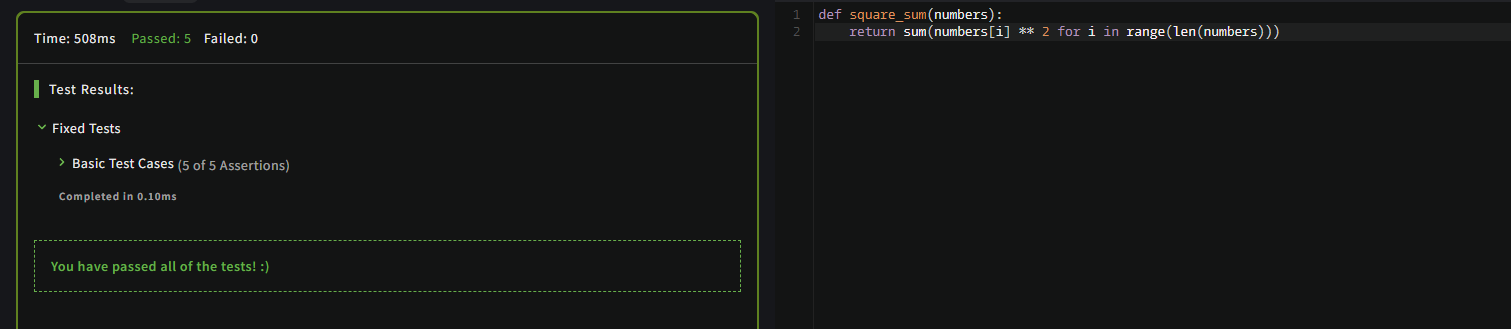 Time: 508ms Passed: 5 Failed: 0
Test Results:
Fixed Tests
Basic Test Cases (5 of 5 Assertions)
Completed in 0.10ms
You have passed all of the tests! :)
1 def square_sum(numbers):
2 return sum(numbers[i] ** 2 for i in range(len(numbers)))